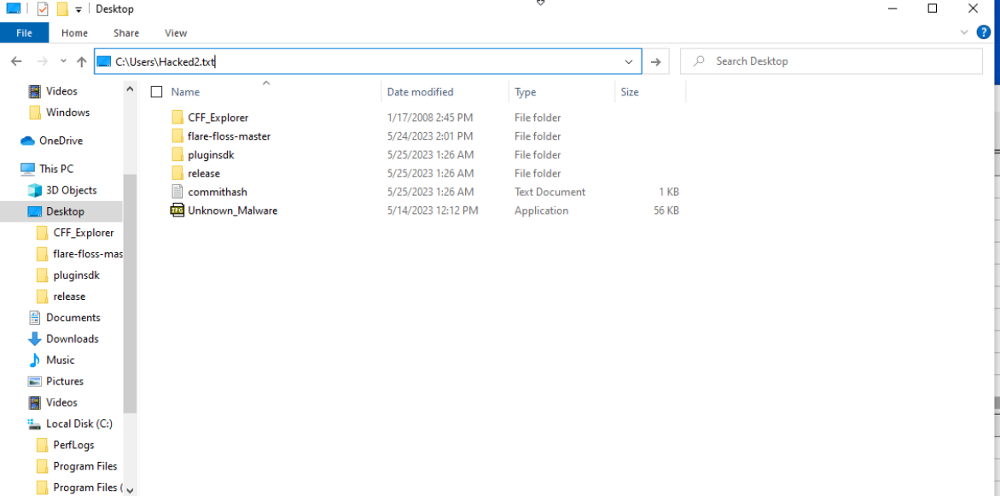 Desktop
File Home Share View
C:\Users\Hacked2.txt Search Desktop
Videos
Windows
OneDrive
This PC
3D Objects
Desktop
CFF_Explorer
flare-floss-mas
pluginsdk
release
Documents
Downloads
Music
Pictures
Videos
Local Disk (C:)
PerfLogs
Program Files
Program Files (
Name Date modified Type Size
CFF_Explorer 1/17/2008 2:45 PM File folder
flare-floss-master 5/24/2023 2:01 PM File folder
pluginsdk 5/25/2023 1:26 AM File folder
release 5/25/2023 1:26 AM File folder
commithash 5/25/2023 1:26 AM Text Document 1 KB
Unknown_Malware 5/14/2023 12:12 PM Application 56 KB